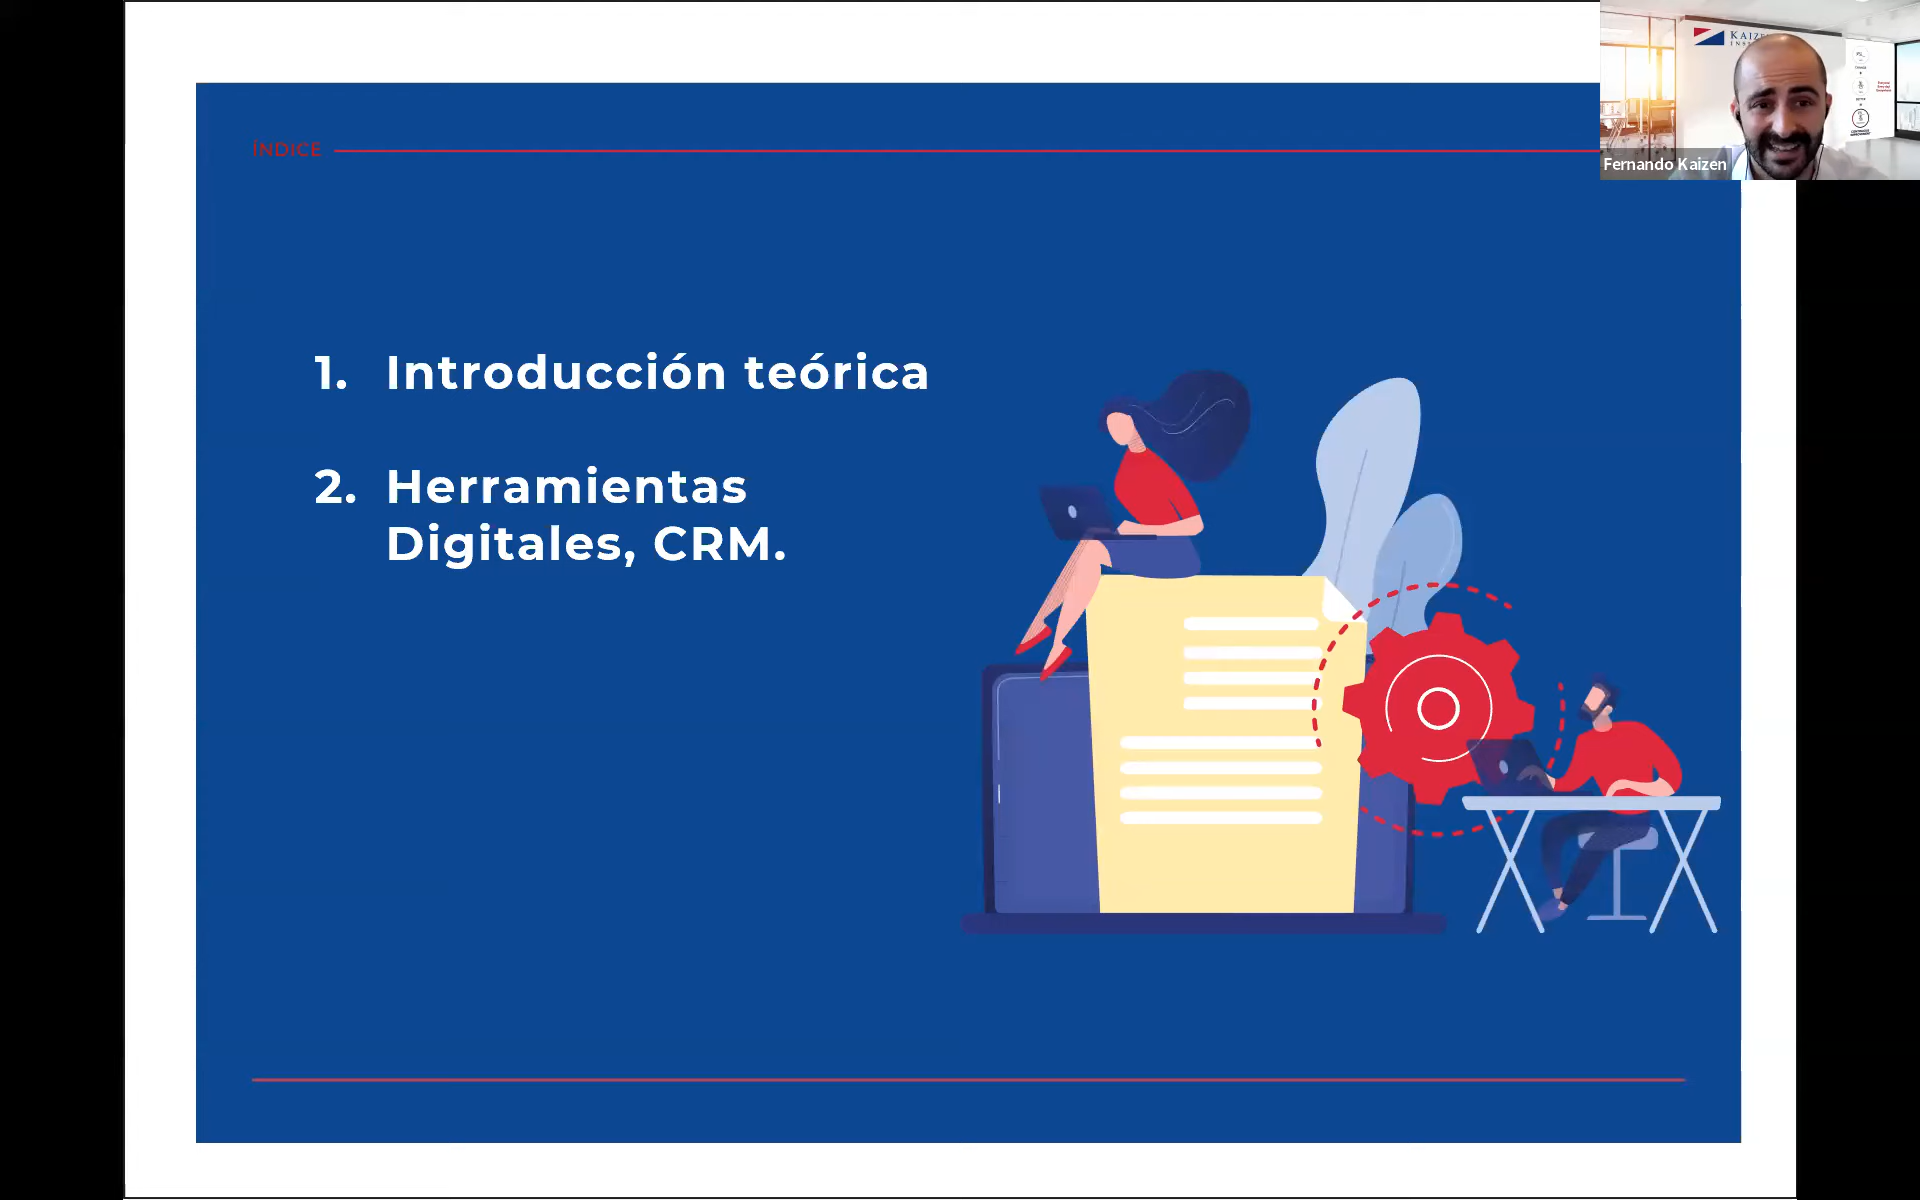 ÍNDICE
1. Introducción teórica
2. Herramientas
Digitales, CRM.
Fernando Kaizen